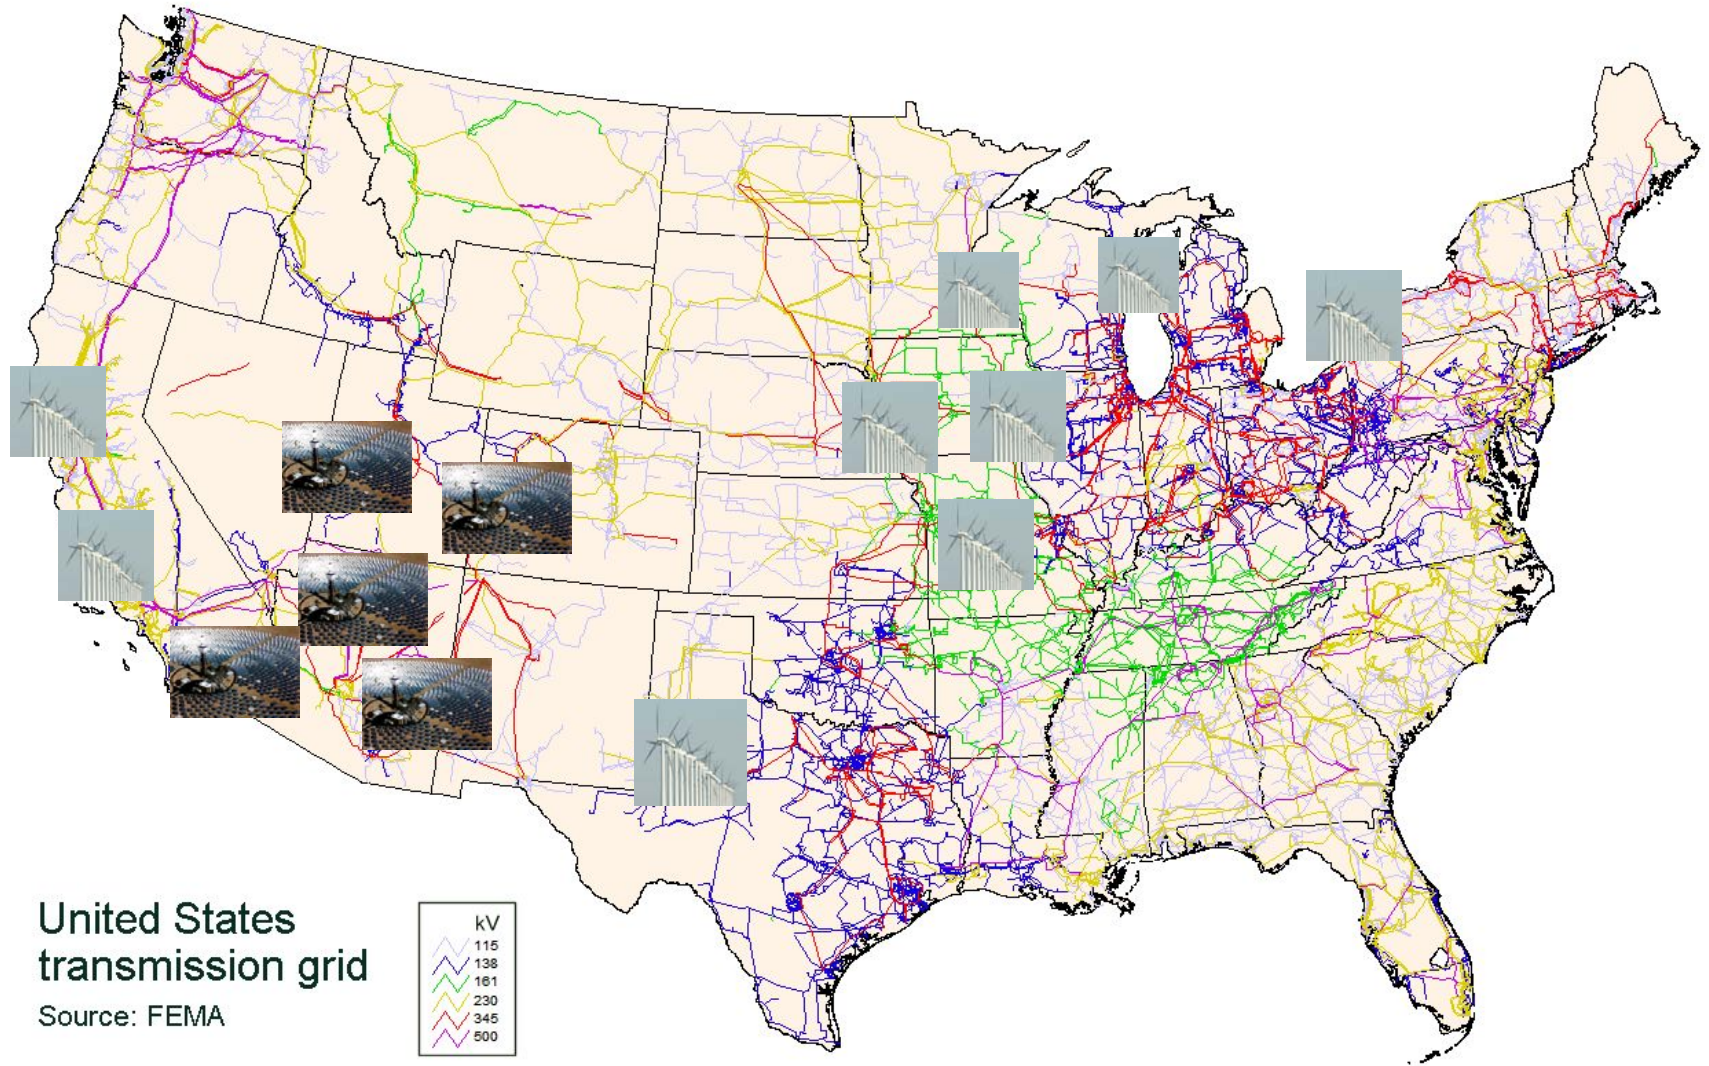 United States
transmission grid
Source: FEMA
kV
115
138
161
230
345
500